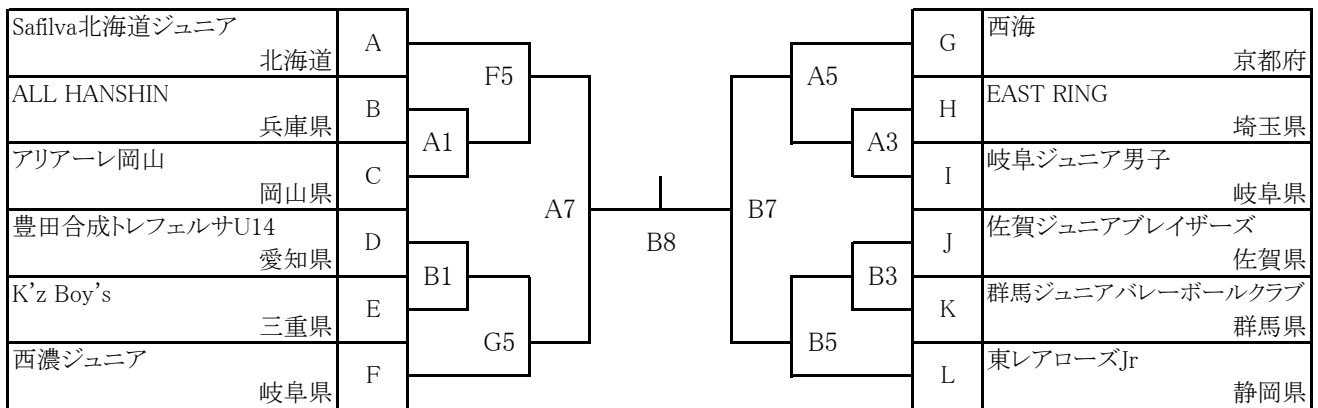 Safilva北海道ジュニア
北海道
A
ALL HANSHIN
兵庫県
B
アリアーレ岡山
岡山県
C
豊田合成トレフェルサU14
愛知県
D
K’z Boy’s
三重県
E
西濃ジュニア
岐阜県
F
F5
A1
B1
G5
A7
B8
B7
A5
A3
B3
B5
G
西海
京都府
H
EAST RING
埼玉県
I
岐阜ジュニア男子
岐阜県
J
佐賀ジュニアブレイザーズ
佐賀県
K
群馬ジュニアバレーボールクラブ
群馬県
L
東レアローズJr
静岡県